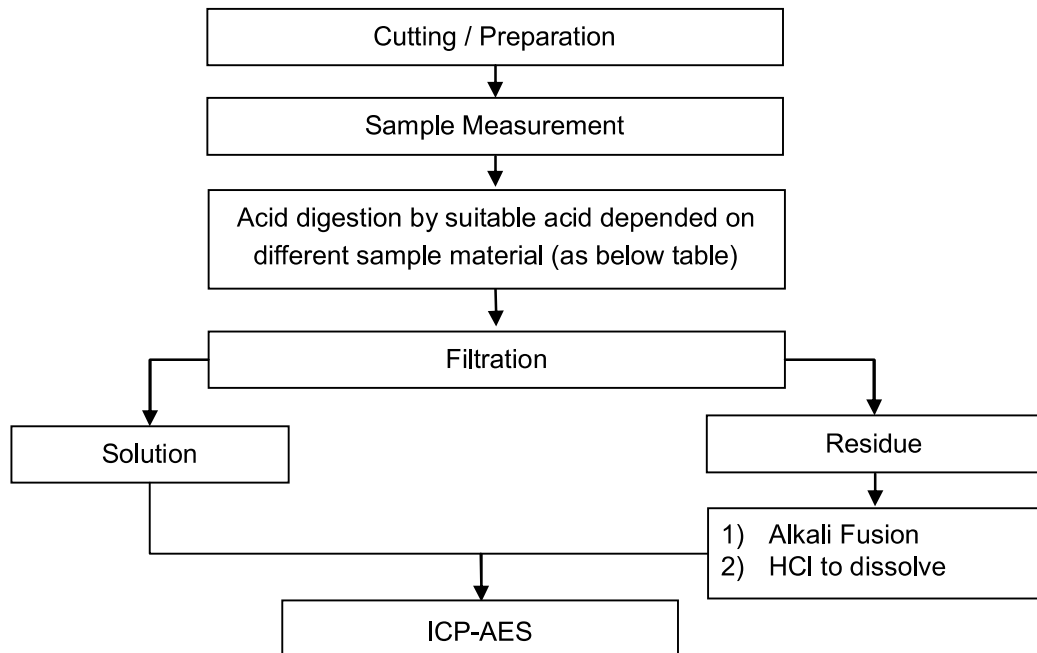 Cutting / Preparation
Sample Measurement
Acid digestion by suitable acid depended on
different sample material (as below table)
Filtration
Solution
Residue
1) Alkali Fusion
2) HCl to dissolve
ICP-AES